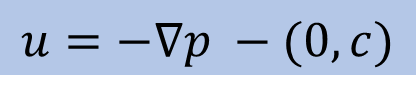 u = −∇p − (0, c)